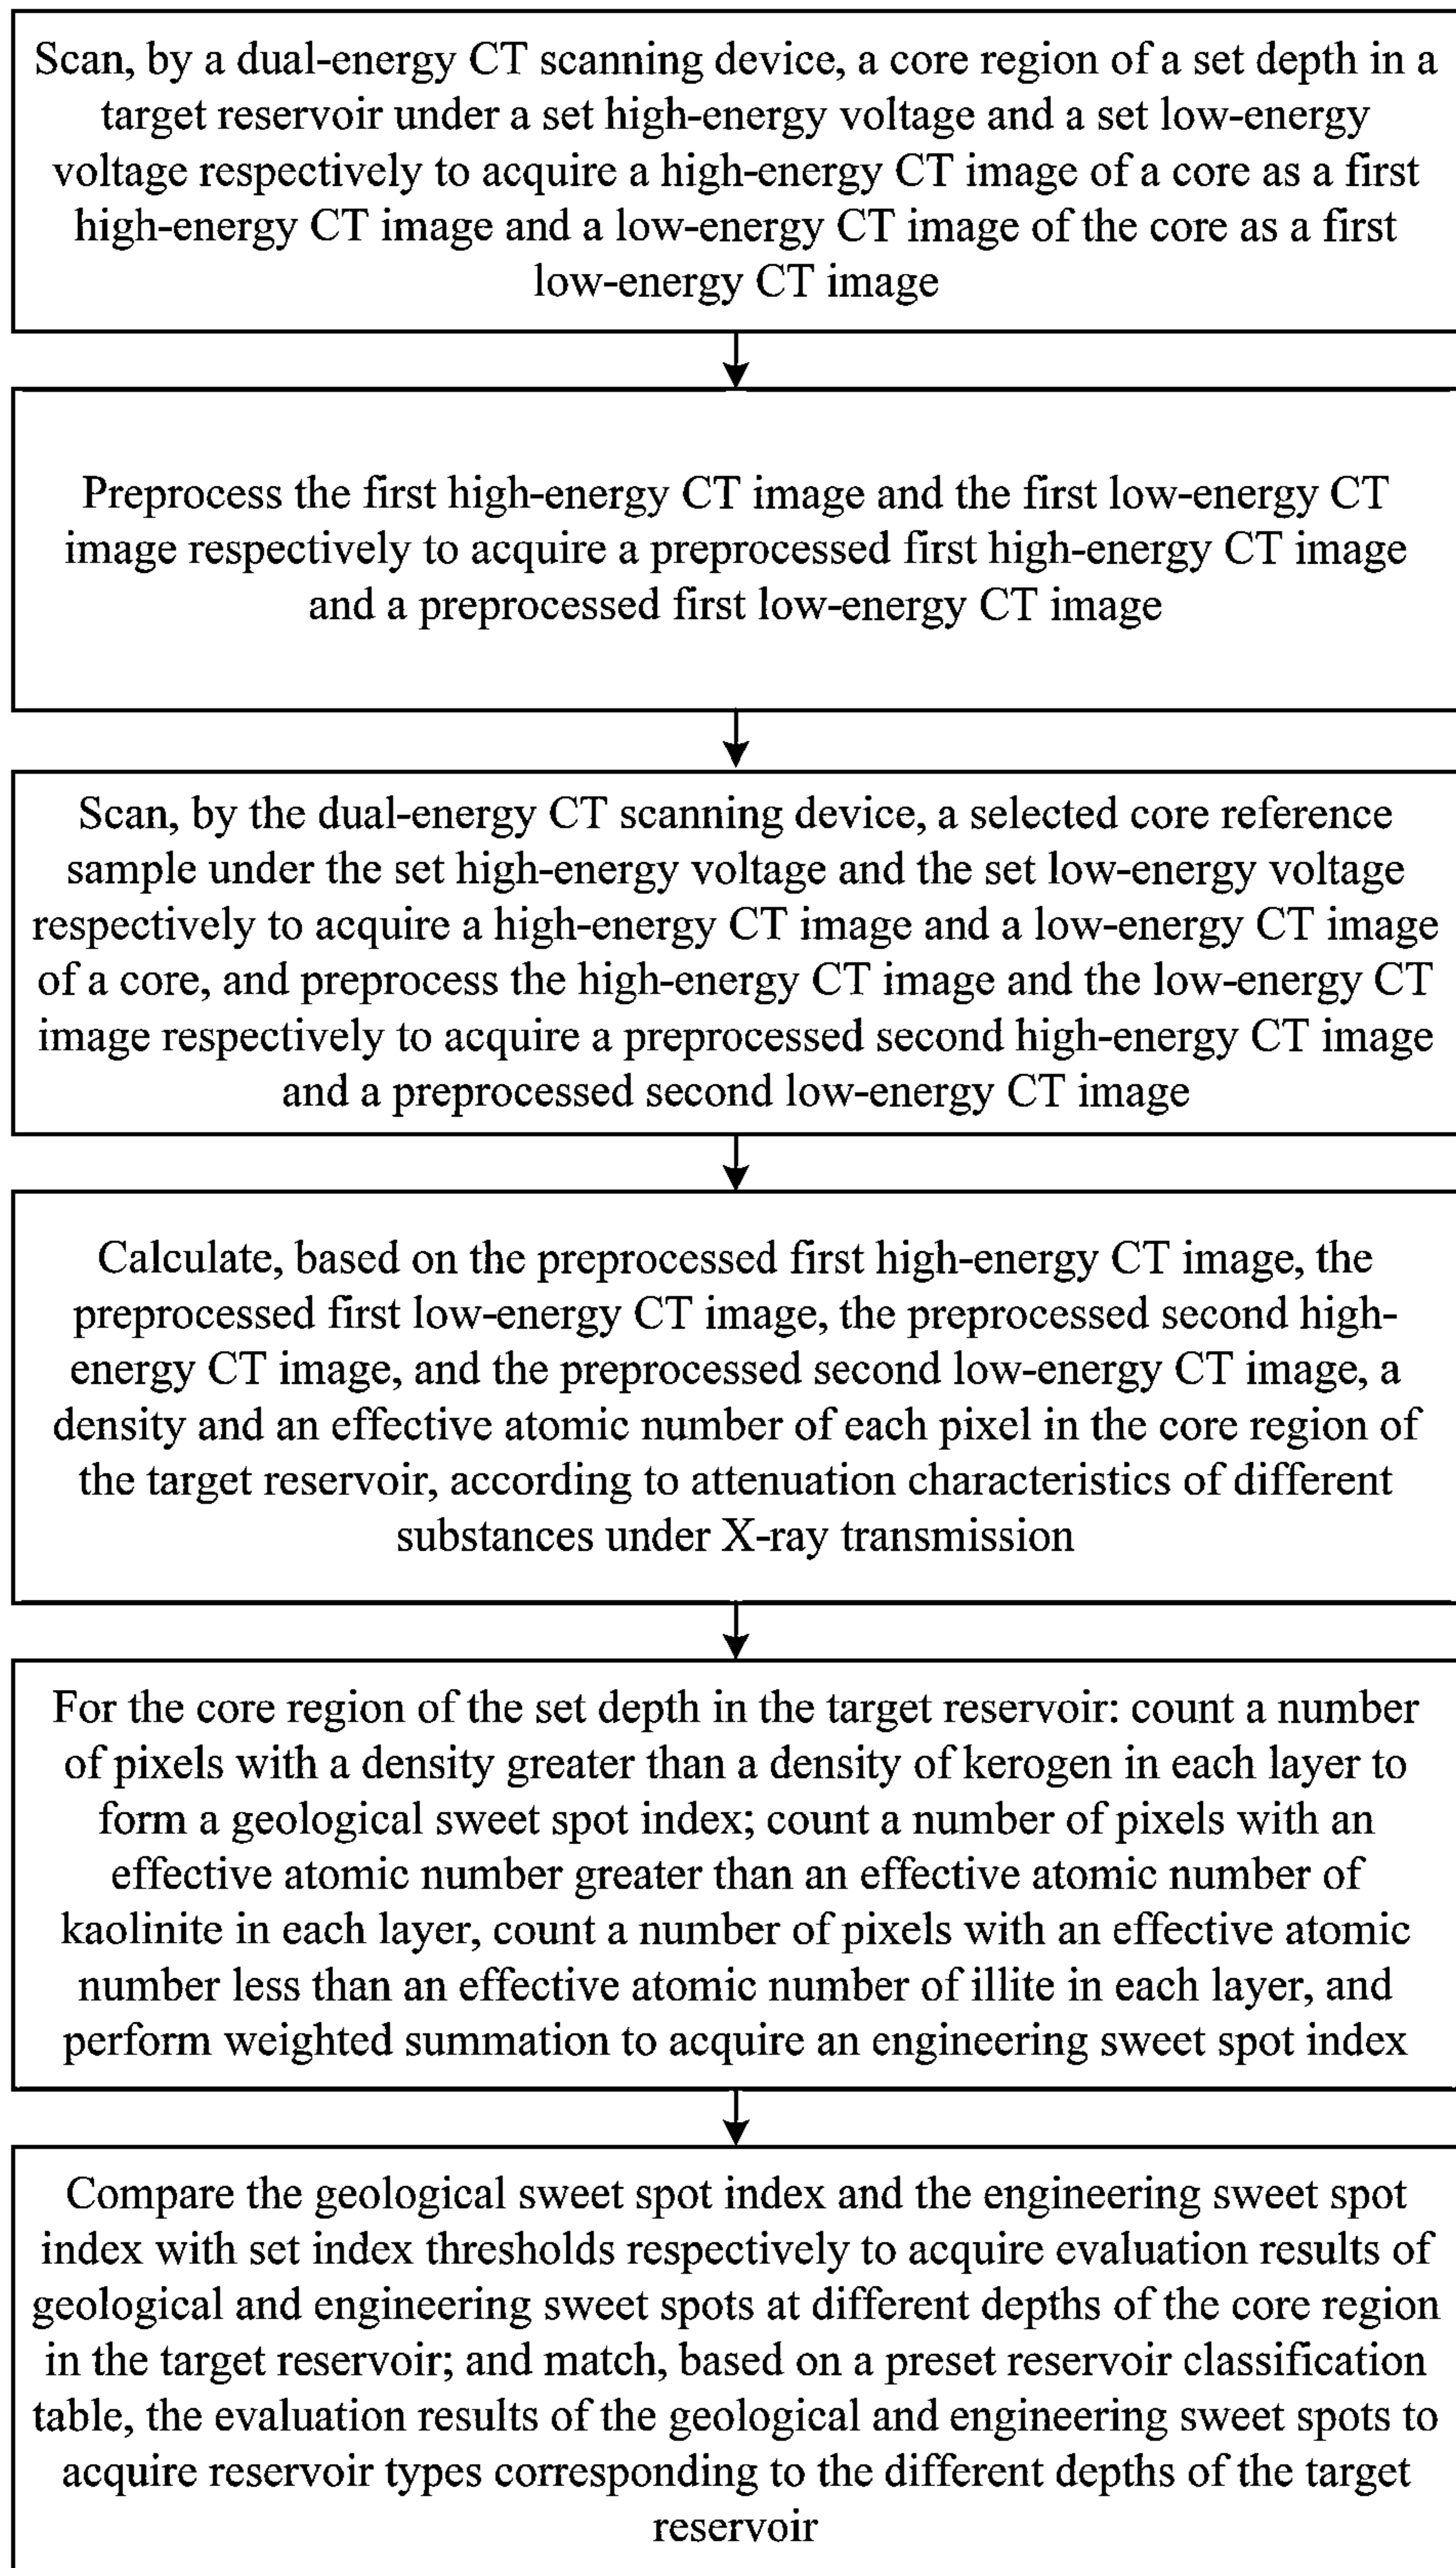 Scan, by a dual-energy CT scanning device, a core region of a set depth in a
target reservoir under a set high-energy voltage and a set low-energy
voltage respectively to acquire a high-energy CT image of a core as a first
high-energy CT image and a low-energy CT image of the core as a first
low-energy CT image
Preprocess the first high-energy CT image and the first low-energy CT
image respectively to acquire a preprocessed first high-energy CT image
and a preprocessed first low-energy CT image
Scan, by the dual-energy CT scanning device, a selected core reference
sample under the set high-energy voltage and the set low-energy voltage
respectively to acquire a high-energy CT image and a low-energy CT image
of a core, and preprocess the high-energy CT image and the low-energy CT
image respectively to acquire a preprocessed second high-energy CT image
and a preprocessed second low-energy CT image
Calculate, based on the preprocessed first high-energy CT image, the
preprocessed first low-energy CT image, the preprocessed second high-
energy CT image, and the preprocessed second low-energy CT image, a
density and an effective atomic number of each pixel in the core region of
the target reservoir, according to attenuation characteristics of different
substances under X-ray transmission
For the core region of the set depth in the target reservoir: count a number
of pixels with a density greater than a density of kerogen in each layer to
form a geological sweet spot index; count a number of pixels with an
effective atomic number greater than an effective atomic number of
kaolinite in each layer, count a number of pixels with an effective atomic
number less than an effective atomic number of illite in each layer, and
perform weighted summation to acquire an engineering sweet spot index
Compare the geological sweet spot index and the engineering sweet spot
index with set index thresholds respectively to acquire evaluation results of
geological and engineering sweet spots at different depths of the core region
in the target reservoir; and match, based on a preset reservoir classification
table, the evaluation results of the geological and engineering sweet spots to
acquire reservoir types corresponding to the different depths of the target
reservoir